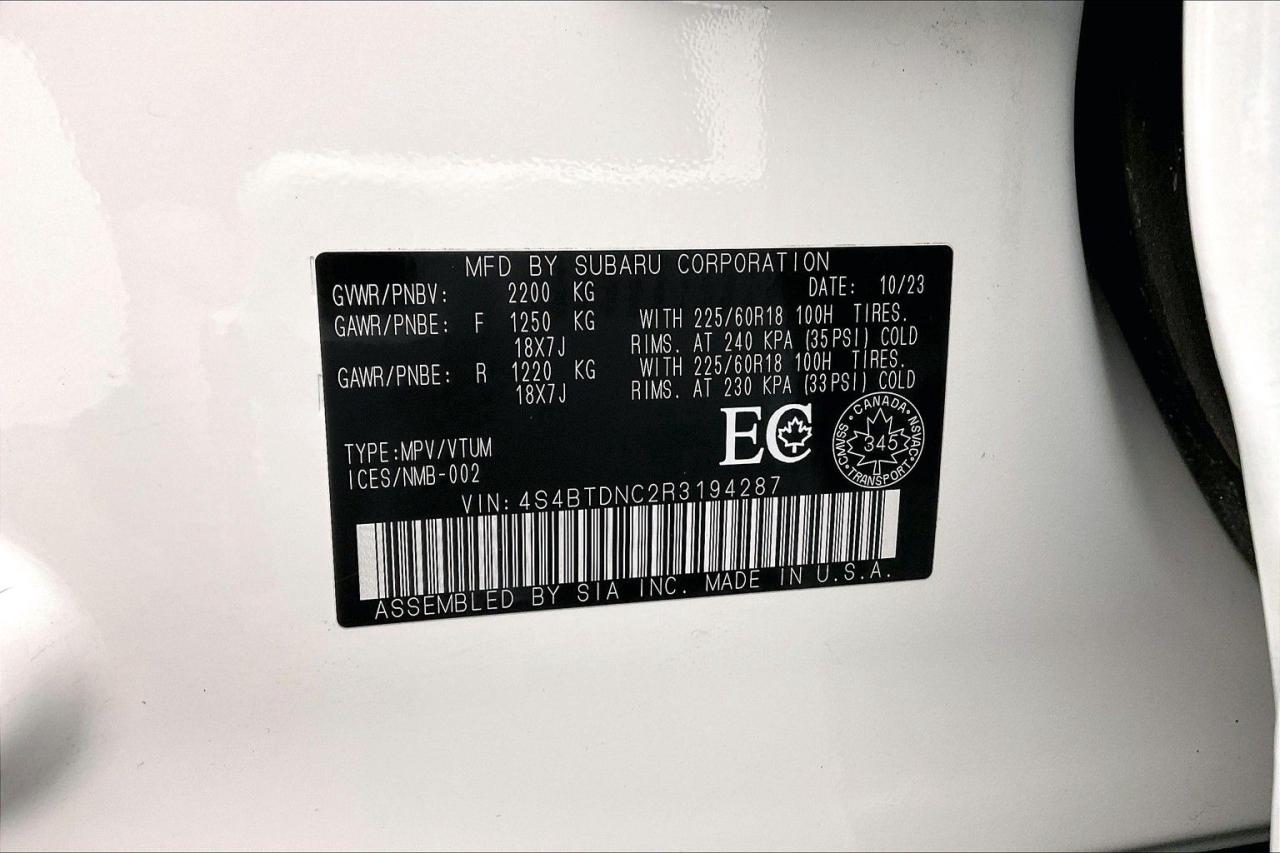 MFD BY SUBARU CORPORATION
GVWR/PNBV: 2200 KG DATE: 10/23
GAWR/PNBE: F 1250 KG WITH 225/60R18 100H TIRES.
18X7J RIMS. AT 240 KPA (35PSI) COLD
GAWR/PNBE: R 1220 KG WITH 225/60R18 100H TIRES.
18X7J RIMS. AT 230 KPA (33PSI) COLD
EC
CANADA
345
TRANSPORT
CMVSS
NSVAC
TYPE:MPV/VTUM
ICES/NMB-002
VIN: 4S4BTDNC2R3194287
ASSEMBLED BY SIA INC. MADE IN U.S.A.